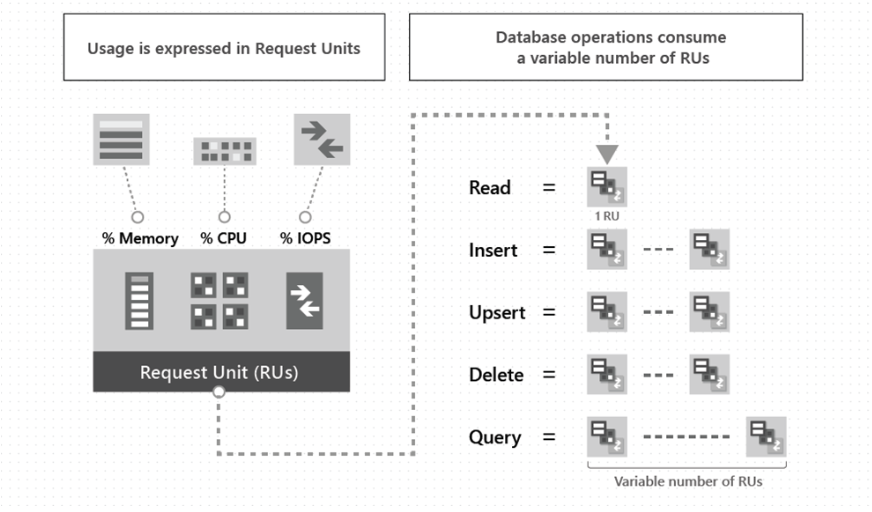 Usage is expressed in Request Units
Database operations consume
a variable number of RUs
% Memory
% CPU
% IOPS
Request Unit (RUs)
Read =
1 RU
Insert =
Upsert =
Delete =
Query =
Variable number of RUs